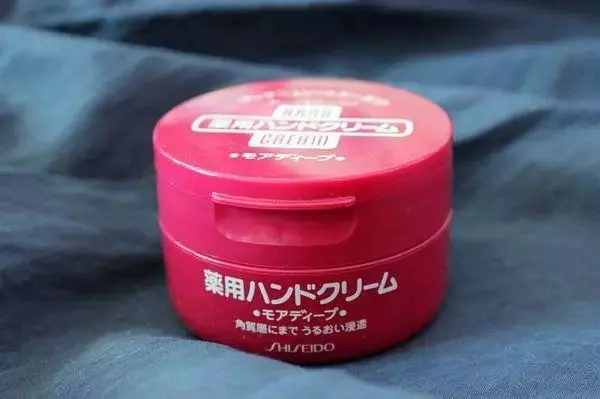 HAND
薬用ハンドクリーム
CREAM
•モアディープ•
薬用ハンドクリーム
•モアディープ•
角質層にまで うるおい浸透
SHISEIDO